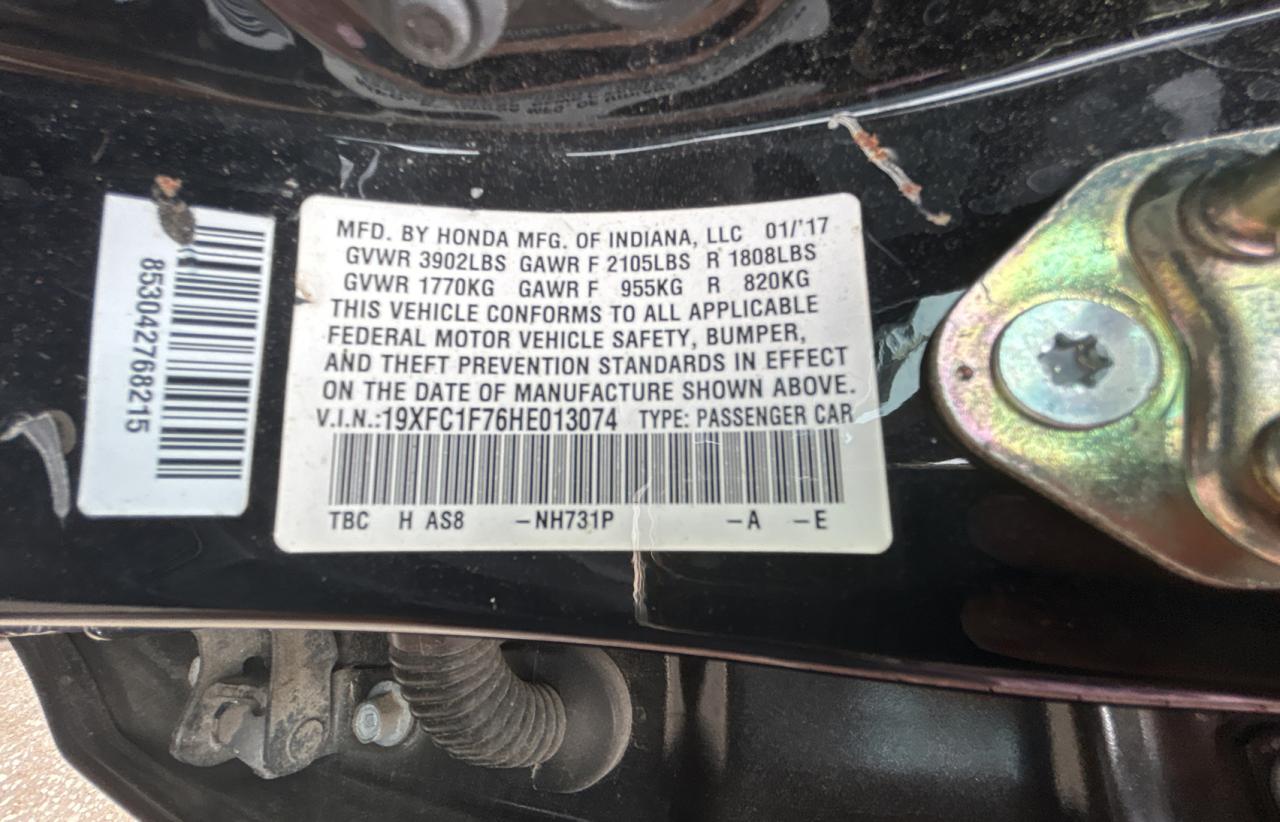 853042768215
MFD. BY HONDA MFG. OF INDIANA, LLC 01/'17
GVWR 3902LBS GAWR F 2105LBS R 1808LBS
GVWR 1770KG GAWR F 955KG R 820KG
THIS VEHICLE CONFORMS TO ALL APPLICABLE
FEDERAL MOTOR VEHICLE SAFETY, BUMPER,
AND THEFT PREVENTION STANDARDS IN EFFECT
ON THE DATE OF MANUFACTURE SHOWN ABOVE.
V.I.N.:19XFC1F76HE013074 TYPE: PASSENGER CAR
TBC H AS8 -NH731P -A -E